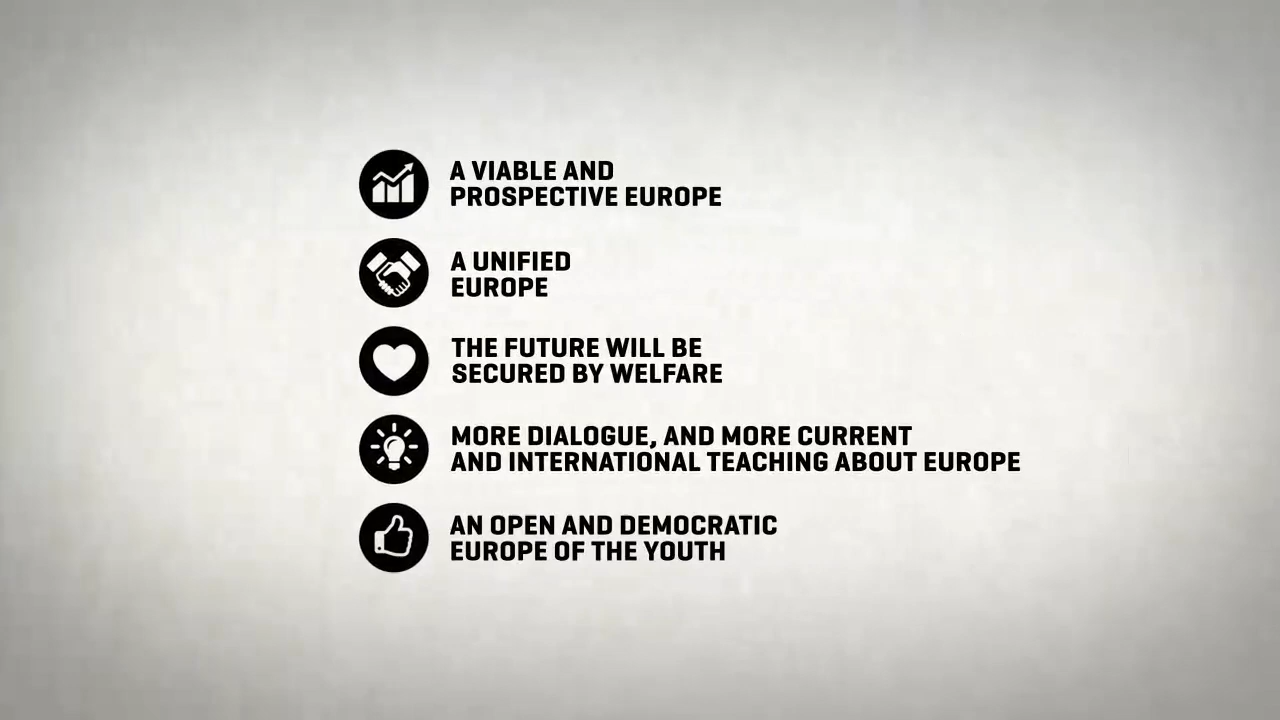 A VIABLE AND
PROSPECTIVE EUROPE
A UNIFIED
EUROPE
THE FUTURE WILL BE
SECURED BY WELFARE
MORE DIALOGUE, AND MORE CURRENT
AND INTERNATIONAL TEACHING ABOUT EUROPE
AN OPEN AND DEMOCRATIC
EUROPE OF THE YOUTH